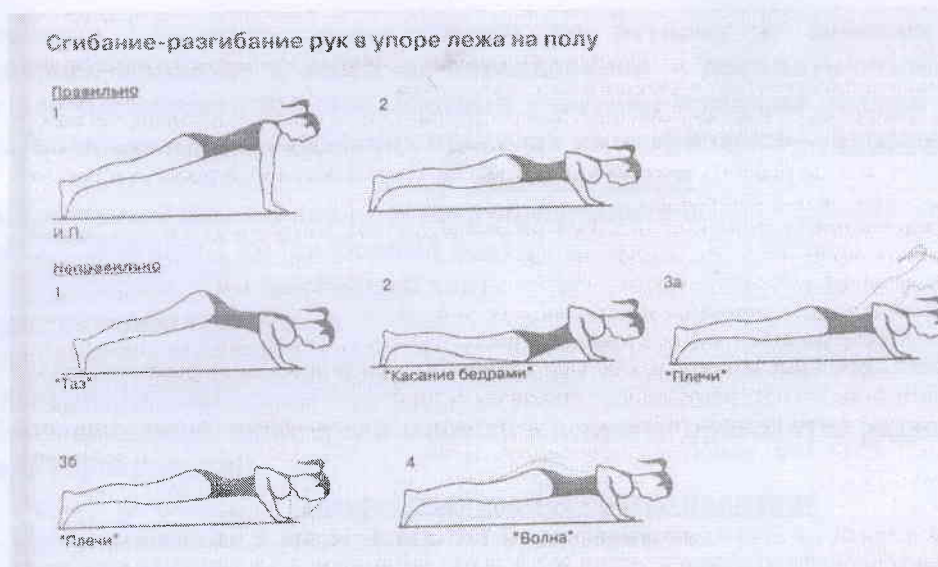 Сгибание-разгибание рук в упоре лежа на полу
Правильно
2
И.П.
Неправильно
1
2
3а
"Таз"
"Касание бедрами"
"Плечи"
3б
4
"Плечи"
"Волна"